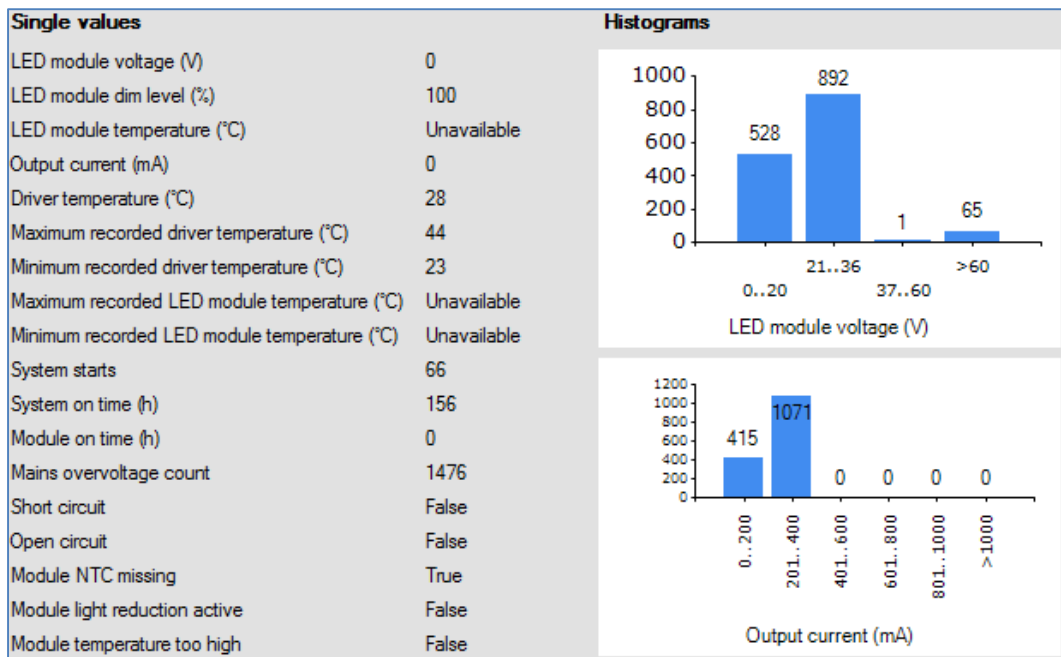 Single values
LED module voltage (V) 0
LED module dim level (%) 100
LED module temperature (°C) Unavailable
Output current (mA) 0
Driver temperature (°C) 28
Maximum recorded driver temperature (°C) 44
Minimum recorded driver temperature (°C) 23
Maximum recorded LED module temperature (°C) Unavailable
Minimum recorded LED module temperature (°C) Unavailable
System starts 66
System on time (h) 156
Module on time (h) 0
Mains overvoltage count 1476
Short circuit False
Open circuit False
Module NTC missing True
Module light reduction active False
Module temperature too high False
Histograms
1000
800
600
400
200
0
528
892
1
65
21..36 >60
0..20 37..60
LED module voltage (V)
1200
1000
800
600
400
200
0
415
1071
0 0 0 0
0..200
201..400
401..600
601..800
801..1000
>1000
Output current (mA)